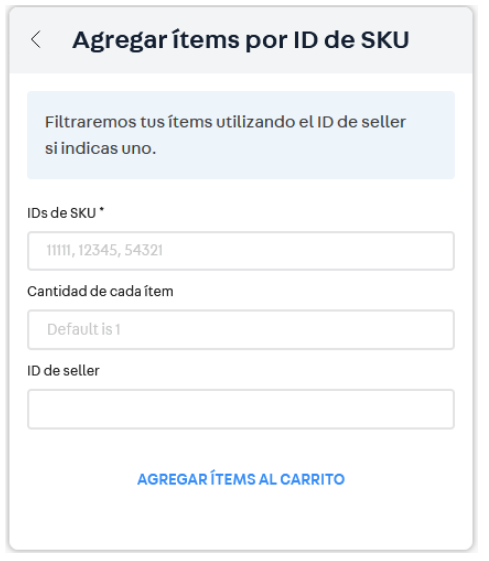 Agregar ítems por ID de SKU
Filtraremos tus ítems utilizando el ID de seller
si indicas uno.
IDs de SKU *
11111, 12345, 54321
Cantidad de cada ítem
Default is 1
ID de seller
AGREGAR ÍTEMS AL CARRITO